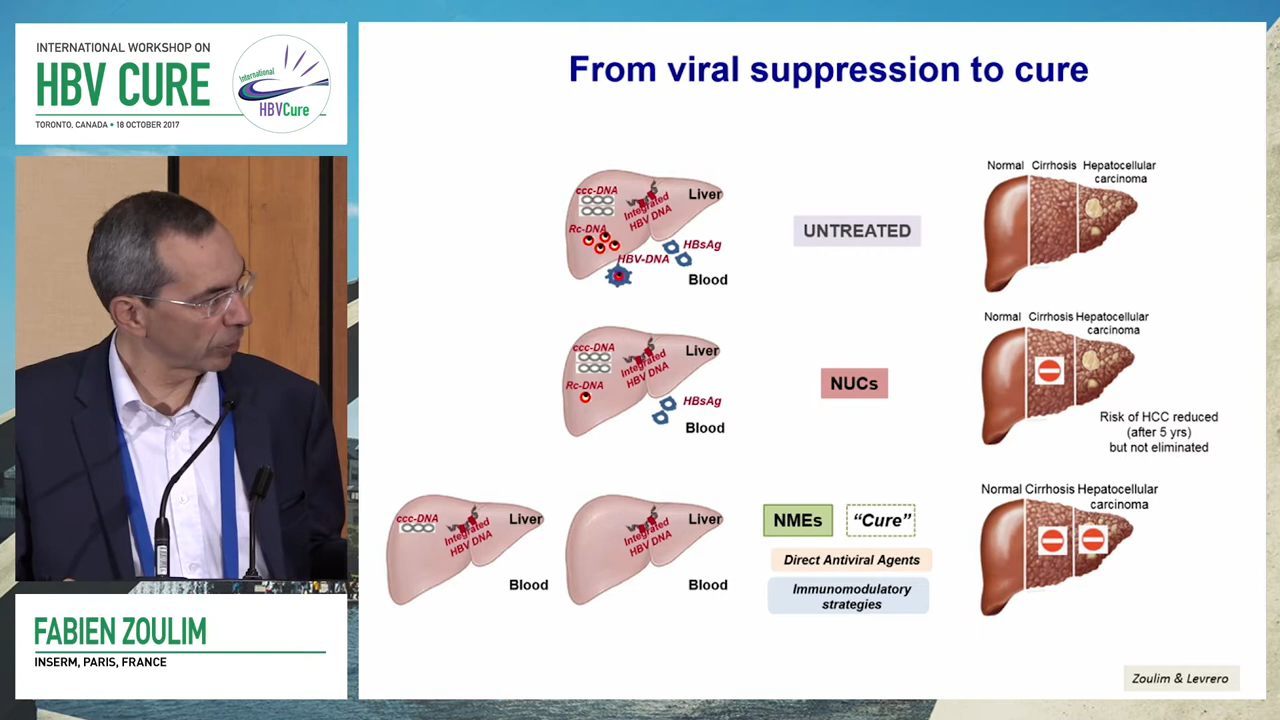 INTERNATIONAL WORKSHOP ON
HBV CURE
TORONTO, CANADA • 18 OCTOBER 2017
International
HBVCure
From viral suppression to cure
ccc-DNA
Integrated
HBV DNA
Liver
Rc-DNA
HBsAg
HBV-DNA
Blood
UNTREATED
Normal Cirrhosis Hepatocellular
carcinoma
ccc-DNA
Integrated
HBV DNA
Liver
Rc-DNA
HBsAg
Blood
NUCs
Normal Cirrhosis Hepatocellular
carcinoma
Risk of HCC reduced
(after 5 yrs)
but not eliminated
ccc-DNA
Integrated
HBV DNA
Liver
Blood
Integrated
HBV DNA
Liver
Blood
NMEs
“Cure”
Direct Antiviral Agents
Immunomodulatory
strategies
Normal Cirrhosis Hepatocellular
carcinoma
Zoulim & Levrero
FABIEN ZOULIM
INSERM, PARIS, FRANCE